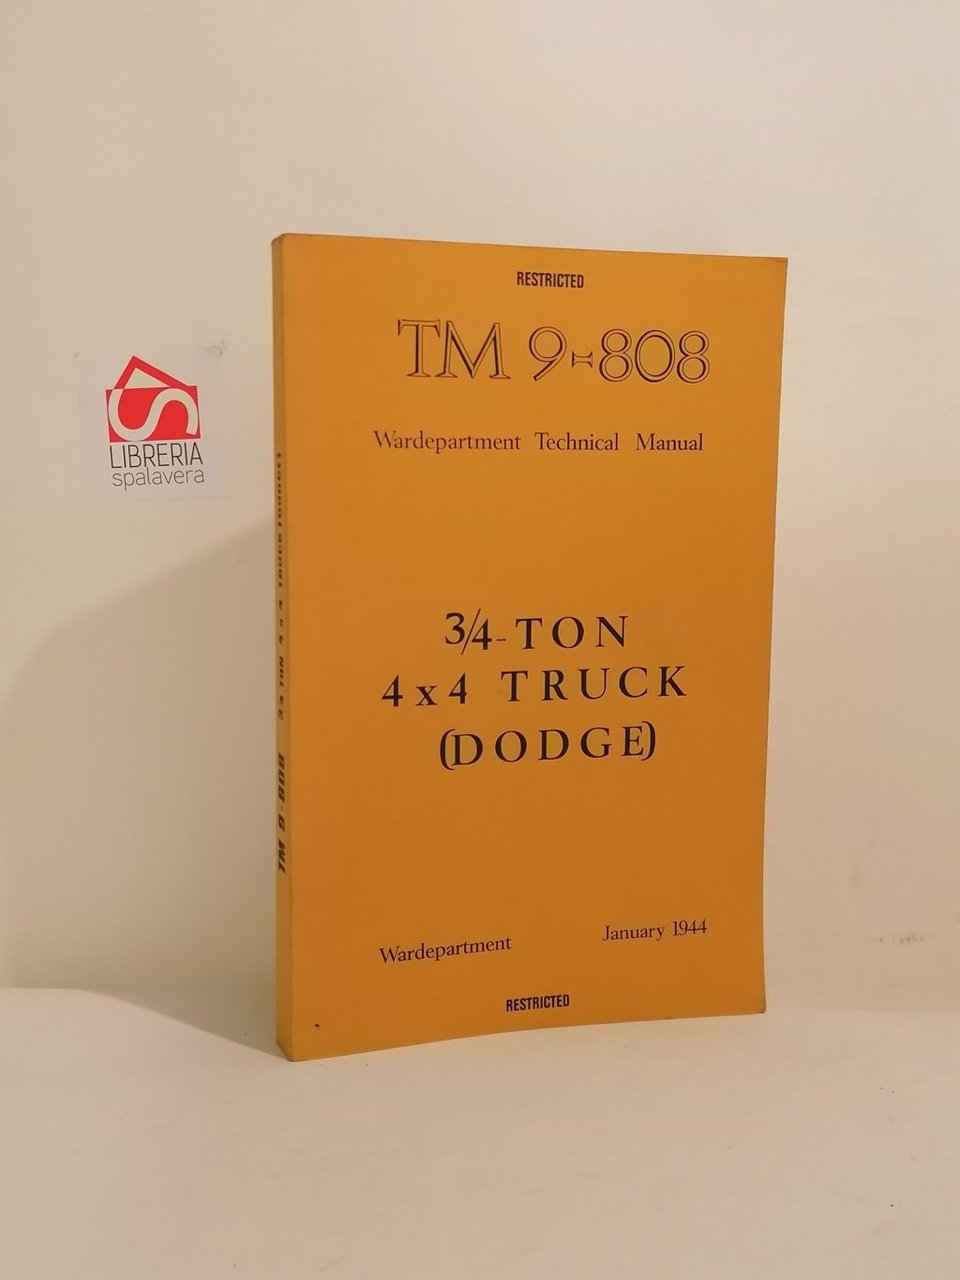 RESTRICTED
TM 9-808
Wardepartment Technical Manual
3/4-TON
4x4 TRUCK
(DODGE)
Wardepartment January 1944
RESTRICTED
LIBRERIA
spalavera
TM 9-808 3/4 TON 4x4 TRUCK (DODGE)